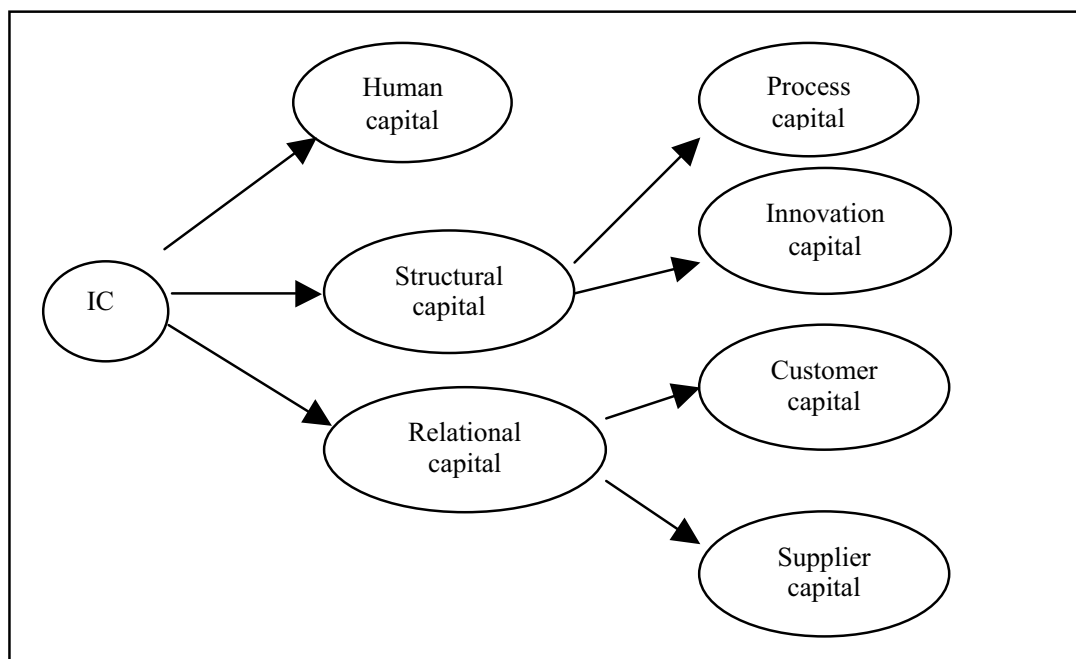 Human
capital
Process
capital
Innovation
capital
IC
Structural
capital
Customer
capital
Relational
capital
Supplier
capital